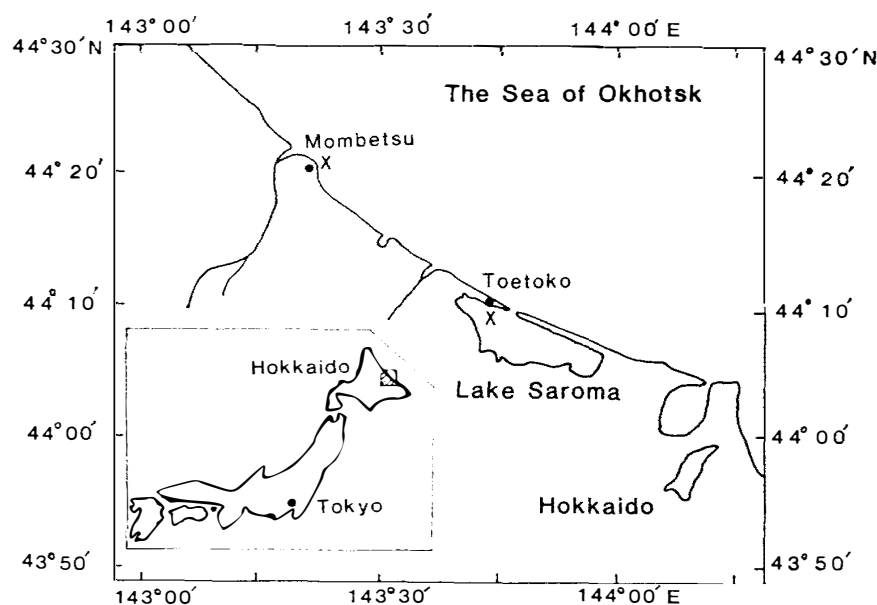 143°00′ 143°30′ 144°00′E
44°30′N 44°30′N
The Sea of Okhotsk
Mombetsu
X
44°20′ 44°20′
Toetoko
44°10′ 44°10′
X
Hokkaido
Lake Saroma
44°00′ 44°00′
Hokkaido
Tokyo
43°50′ 43°50′
143°00′ 143°30′ 144°00′E